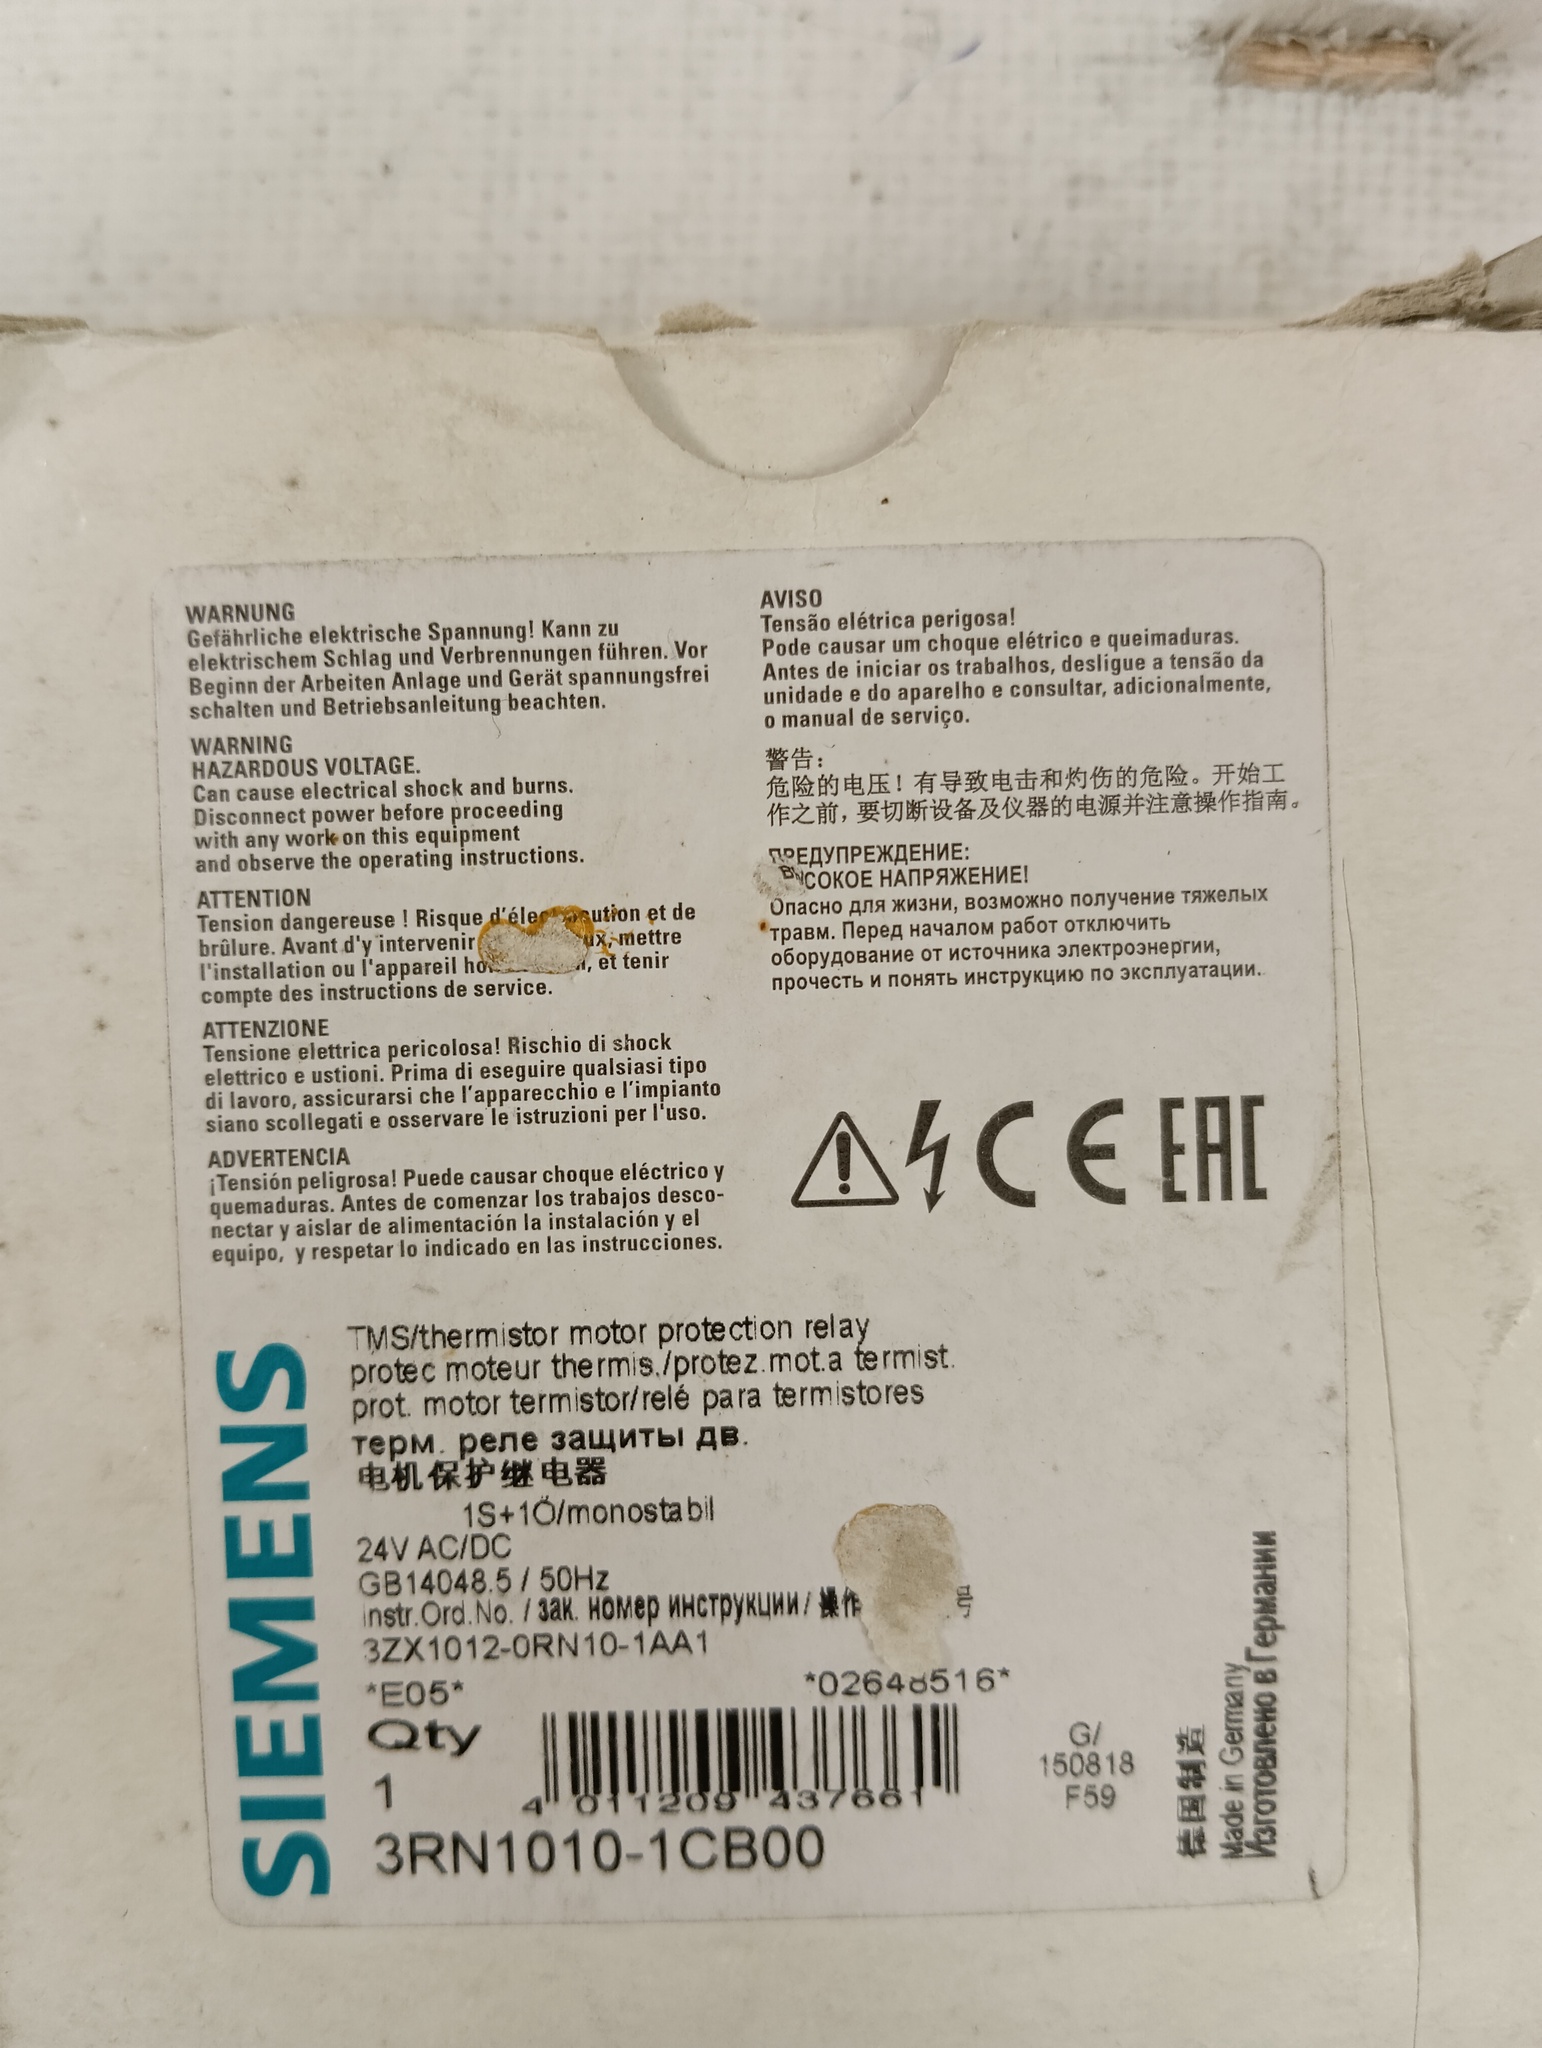 WARNUNG
Gefährliche elektrische Spannung! Kann zu
elektrischem Schlag und Verbrennungen führen. Vor
Beginn der Arbeiten Anlage und Gerät spannungsfrei
schalten und Betriebsanleitung beachten.
WARNING
HAZARDOUS VOLTAGE.
Can cause electrical shock and burns.
Disconnect power before proceeding
with any work on this equipment
and observe the operating instructions.
ATTENTION
Tension dangereuse ! Risque et de
brûlure. Avant d'y intervenir mettre
l'installation ou l'appareil et tenir
compte des instructions de service.
ATTENZIONE
Tensione elettrica pericolosa! Rischio di shock
elettrico e ustioni. Prima di eseguire qualsiasi tipo
di lavoro, assicurarsi che l'apparecchio e l'impianto
siano scollegati e osservare le istruzioni per l'uso.
ADVERTENCIA
¡Tensión peligrosa! Puede causar choque eléctrico y
quemaduras. Antes de comenzar los trabajos desco-
nectar y aislar de alimentación la instalación y el
equipo, y respetar lo indicado en las instrucciones.
AVISO
Tensão elétrica perigosa!
Pode causar um choque elétrico e queimaduras.
Antes de iniciar os trabalhos, desligue a tensão da
unidade e do aparelho e consultar, adicionalmente,
o manual de serviço.
警告：
危险的电压！有导致电击和灼伤的危险。开始工
作之前，要切断设备及仪器的电源并注意操作指南。
ПРЕДУПРЕЖДЕНИЕ:
ВЫСОКОЕ НАПРЯЖЕНИЕ!
Опасно для жизни, возможно получение тяжелых
травм. Перед началом работ отключить
оборудование от источника электроэнергии,
прочесть и понять инструкцию по эксплуатации.
CE EAC
SIEMENS
TMS/thermistor motor protection relay
protec moteur thermis./protez.mot.a termist.
prot. motor termistor/relé para termistores
терм. реле защиты дв.
电机保护继电器
1S+1Ö/monostabil
24V AC/DC
GB14048.5 / 50Hz
Instr.Ord.No. / зак. номер инструкции / 操作 号
3ZX1012-0RN10-1AA1
*E05* *02648516*
Qty
1
4 011209 437661
3RN1010-1CB00
G/
150818
F59
德国制造
Made in Germany
Изготовлено в Германии